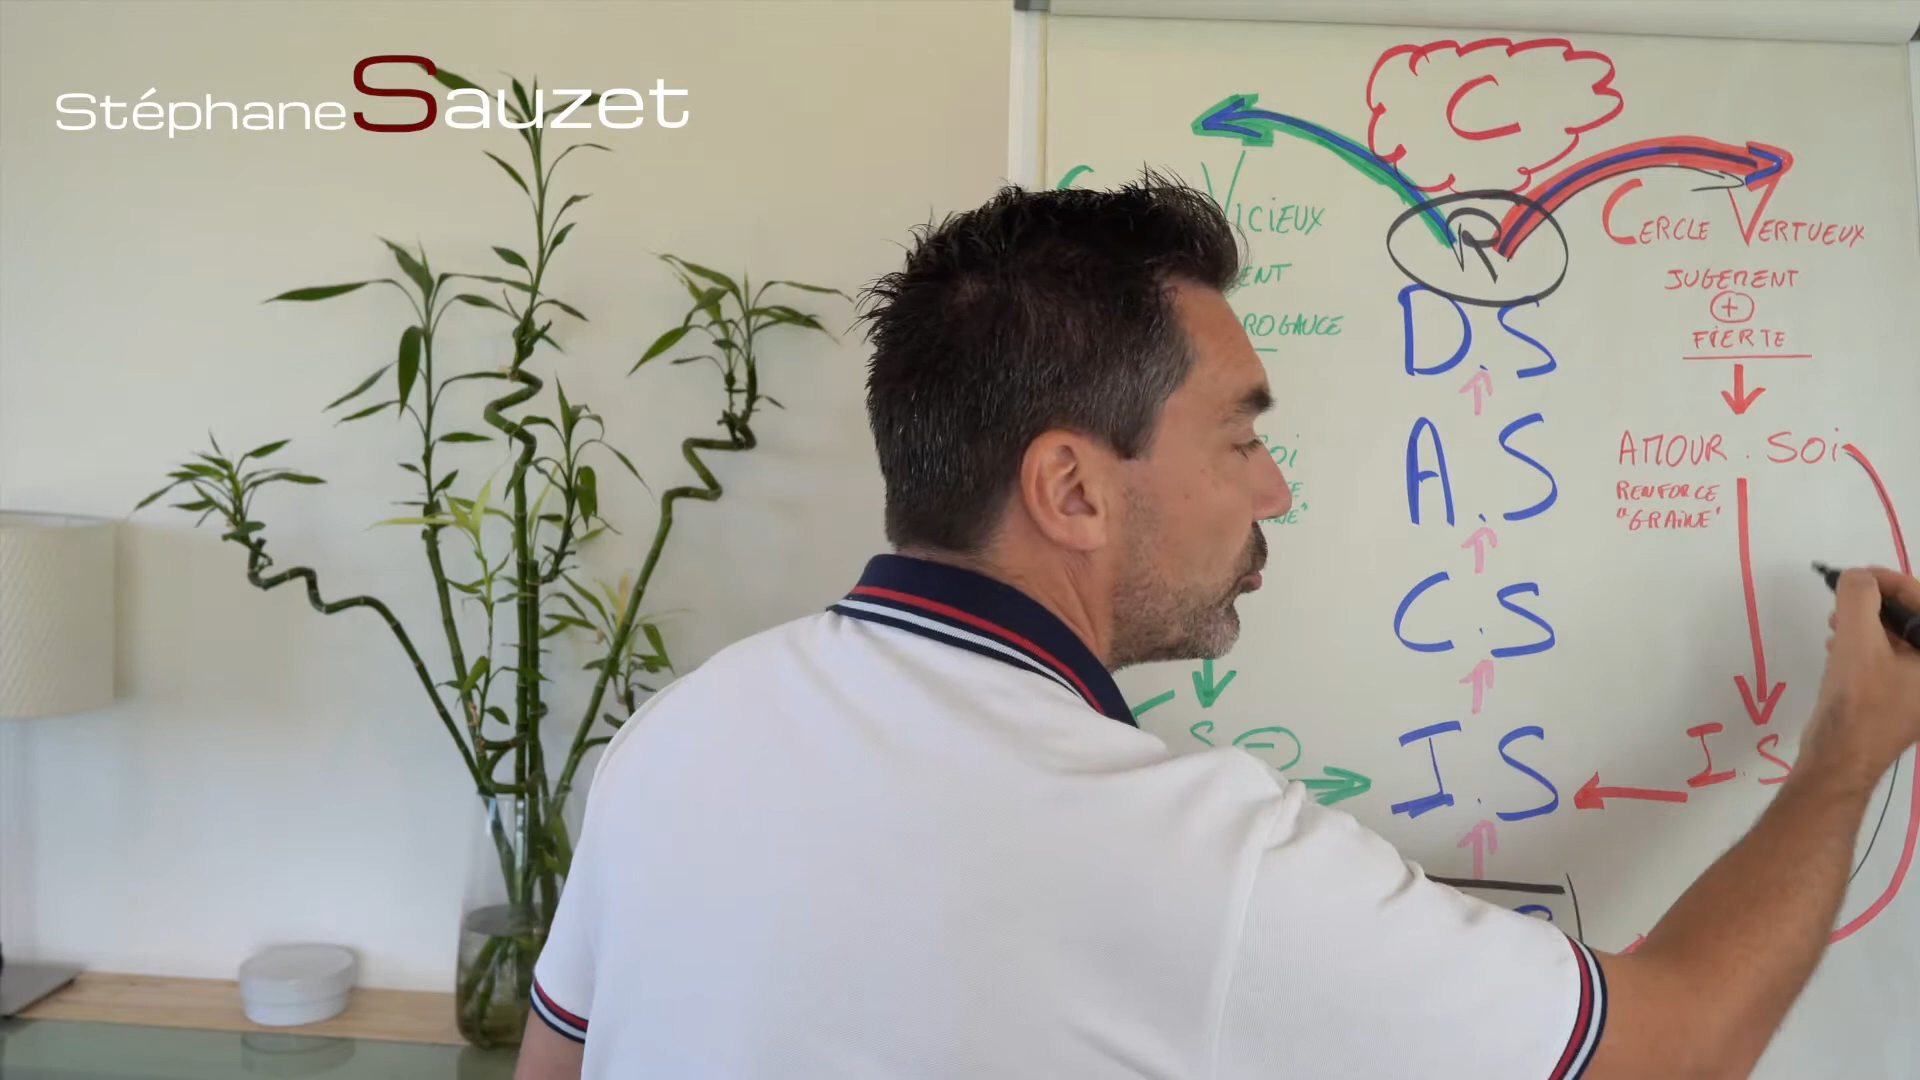 Stéphane Sauzet
C
R
VICIEUX
CERCLE VERTUEUX
JUGEMENT
+
FIERTE
D.S
A.S
AMOUR . SOI
RENFORCE
"GRAINE"
C.S
I.S
I.S